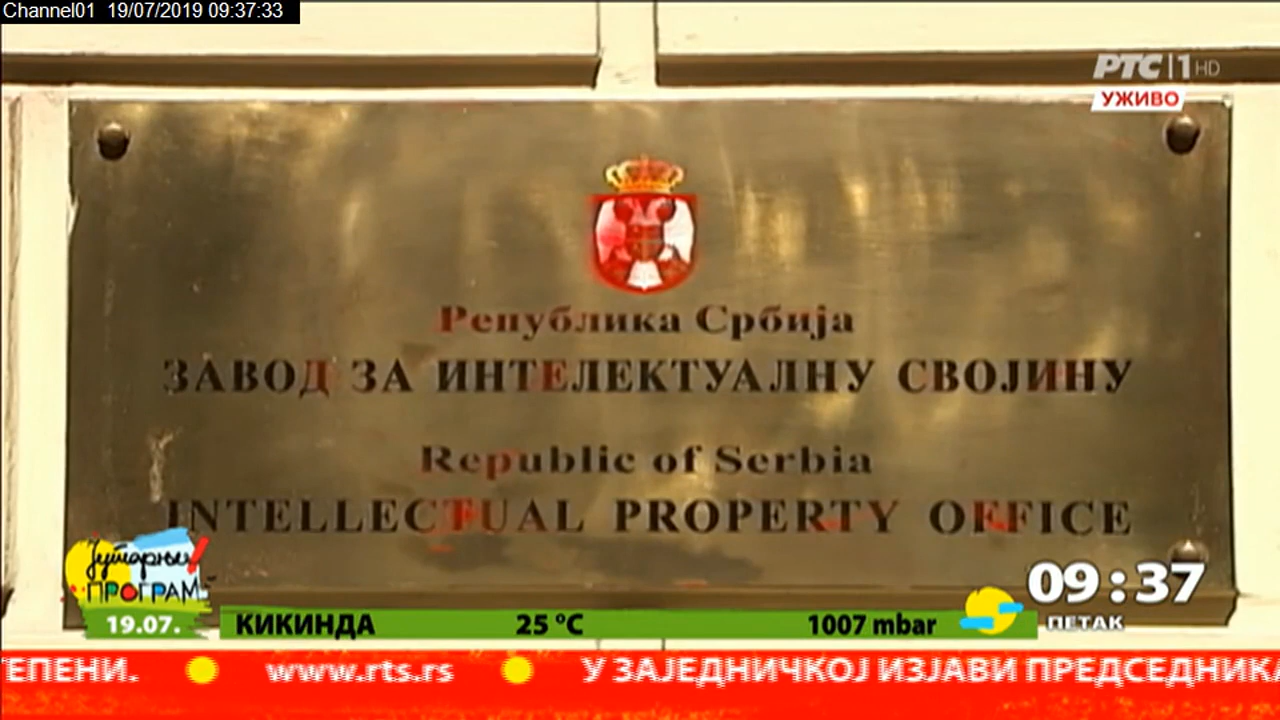 Channel01 19/07/2019 09:37:33
РТС 1 HD
УЖИВО
Република Србија
ЗАВОД ЗА ИНТЕЛЕКТУАЛНУ СВОЈИНУ
Republic of Serbia
INTELLECTUAL PROPERTY OFFICE
Јутарњи
ПРОГРАМ
09:37
19.07.
КИКИНДА 25 °C 1007 mbar
ПЕТАК
ТЕПЕНИ. www.rts.rs У ЗАЈЕДНИЧКОЈ ИЗЈАВИ ПРЕДСЕДНИКА